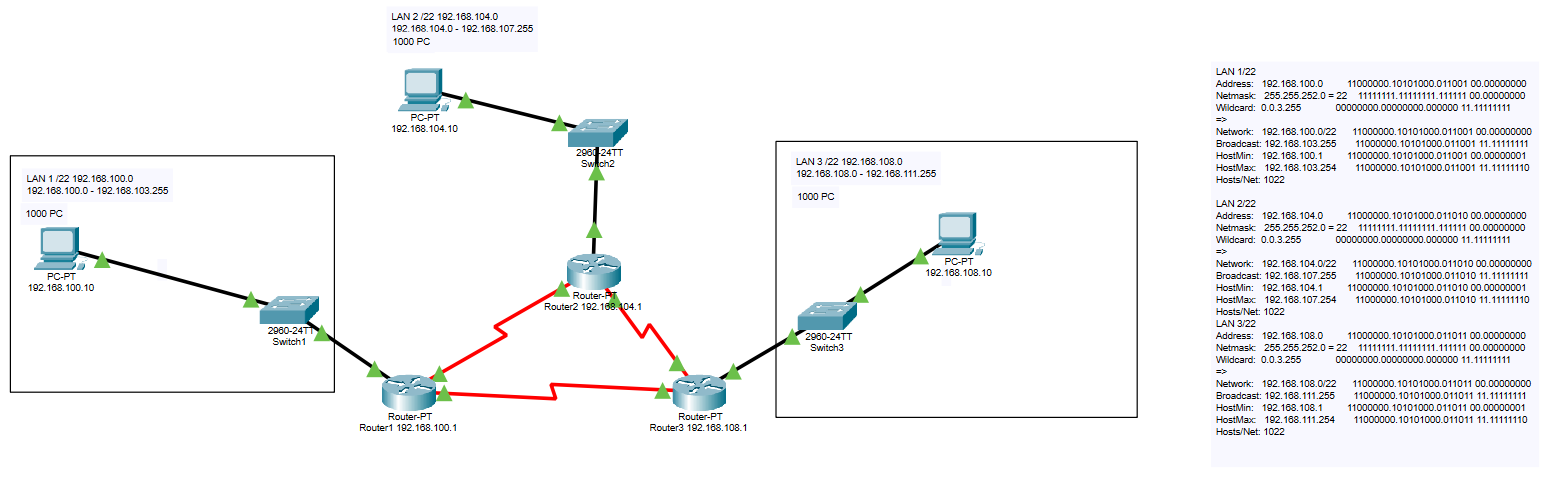 LAN 2 /22 192.168.104.0
192.168.104.0 - 192.168.107.255
1000 PC
PC-PT
192.168.104.10
2960-24TT
Switch2
LAN 1 /22 192.168.100.0
192.168.100.0 - 192.168.103.255
1000 PC
PC-PT
192.168.100.10
2960-24TT
Switch1
Router-PT
Router2 192.168.104.1
Router-PT
Router1 192.168.100.1
Router-PT
Router3 192.168.108.1
LAN 3 /22 192.168.108.0
192.168.108.0 - 192.168.111.255
1000 PC
PC-PT
192.168.108.10
2960-24TT
Switch3
LAN 1/22
Address: 192.168.100.0 11000000.10101000.011001 00.00000000
Netmask: 255.255.252.0 = 22 11111111.11111111.111111 00.00000000
Wildcard: 0.0.3.255 00000000.00000000.000000 11.11111111
=>
Network: 192.168.100.0/22 11000000.10101000.011001 00.00000000
Broadcast: 192.168.103.255 11000000.10101000.011001 11.11111111
HostMin: 192.168.100.1 11000000.10101000.011001 00.00000001
HostMax: 192.168.103.254 11000000.10101000.011001 11.11111110
Hosts/Net: 1022
LAN 2/22
Address: 192.168.104.0 11000000.10101000.011010 00.00000000
Netmask: 255.255.252.0 = 22 11111111.11111111.111111 00.00000000
Wildcard: 0.0.3.255 00000000.00000000.000000 11.11111111
=>
Network: 192.168.104.0/22 11000000.10101000.011010 00.00000000
Broadcast: 192.168.107.255 11000000.10101000.011010 11.11111111
HostMin: 192.168.104.1 11000000.10101000.011010 00.00000001
HostMax: 192.168.107.254 11000000.10101000.011010 11.11111110
Hosts/Net: 1022
LAN 3/22
Address: 192.168.108.0 11000000.10101000.011011 00.00000000
Netmask: 255.255.252.0 = 22 11111111.11111111.111111 00.00000000
Wildcard: 0.0.3.255 00000000.00000000.000000 11.11111111
=>
Network: 192.168.108.0/22 11000000.10101000.011011 00.00000000
Broadcast: 192.168.111.255 11000000.10101000.011011 11.11111111
HostMin: 192.168.108.1 11000000.10101000.011011 00.00000001
HostMax: 192.168.111.254 11000000.10101000.011011 11.11111110
Hosts/Net: 1022